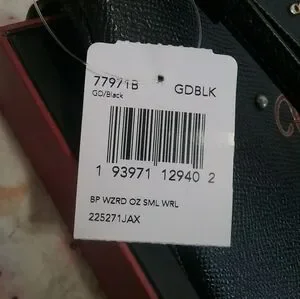 77971B GDBLK
GD/Black
1 93971 12940 2
BP WZRD OZ SML WRL
225271JAX